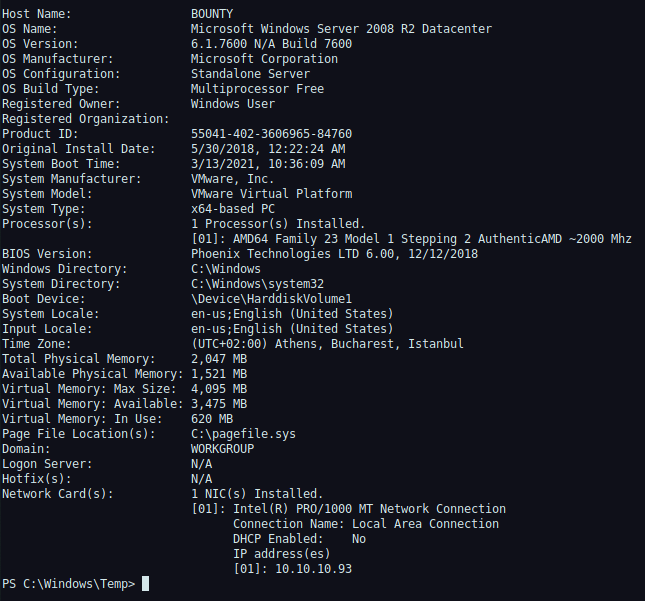 Host Name:                 BOUNTY
OS Name:                   Microsoft Windows Server 2008 R2 Datacenter
OS Version:                6.1.7600 N/A Build 7600
OS Manufacturer:           Microsoft Corporation
OS Configuration:          Standalone Server
OS Build Type:             Multiprocessor Free
Registered Owner:          Windows User
Registered Organization:
Product ID:                55041-402-3606965-84760
Original Install Date:     5/30/2018, 12:22:24 AM
System Boot Time:          3/13/2021, 10:36:09 AM
System Manufacturer:       VMware, Inc.
System Model:              VMware Virtual Platform
System Type:               x64-based PC
Processor(s):              1 Processor(s) Installed.
                           [01]: AMD64 Family 23 Model 1 Stepping 2 AuthenticAMD ~2000 Mhz
BIOS Version:              Phoenix Technologies LTD 6.00, 12/12/2018
Windows Directory:         C:\Windows
System Directory:          C:\Windows\system32
Boot Device:               \Device\HarddiskVolume1
System Locale:             en-us;English (United States)
Input Locale:              en-us;English (United States)
Time Zone:                 (UTC+02:00) Athens, Bucharest, Istanbul
Total Physical Memory:     2,047 MB
Available Physical Memory: 1,521 MB
Virtual Memory: Max Size:  4,095 MB
Virtual Memory: Available: 3,475 MB
Virtual Memory: In Use:    620 MB
Page File Location(s):     C:\pagefile.sys
Domain:                    WORKGROUP
Logon Server:              N/A
Hotfix(s):                 N/A
Network Card(s):           1 NIC(s) Installed.
                           [01]: Intel(R) PRO/1000 MT Network Connection
                                 Connection Name: Local Area Connection
                                 DHCP Enabled:    No
                                 IP address(es)
                                 [01]: 10.10.10.93
PS C:\Windows\Temp>